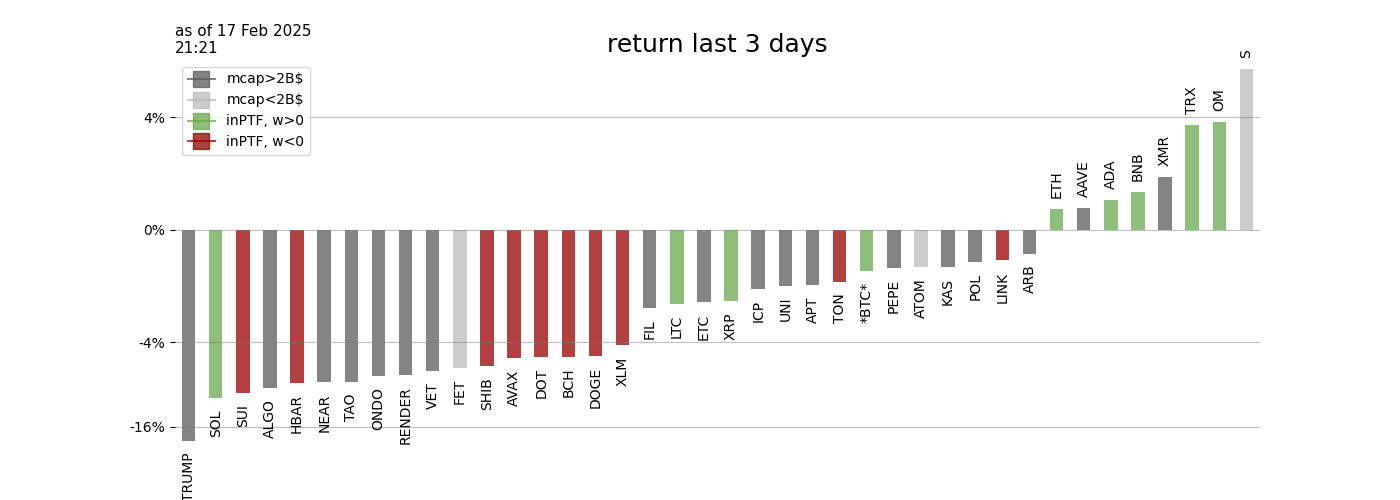 as of 17 Feb 2025
21:21
return last 3 days
mcap>2B$
mcap<2B$
inPTF, w>0
inPTF, w<0
4%
0%
-4%
-16%
TRUMP
SOL
SUI
ALGO
HBAR
NEAR
TAO
ONDO
RENDER
VET
FET
SHIB
AVAX
DOT
BCH
DOGE
XLM
FIL
LTC
ETC
XRP
ICP
UNI
APT
TON
*BTC*
PEPE
ATOM
KAS
POL
LINK
ARB
ETH
AAVE
ADA
BNB
XMR
TRX
OM
S